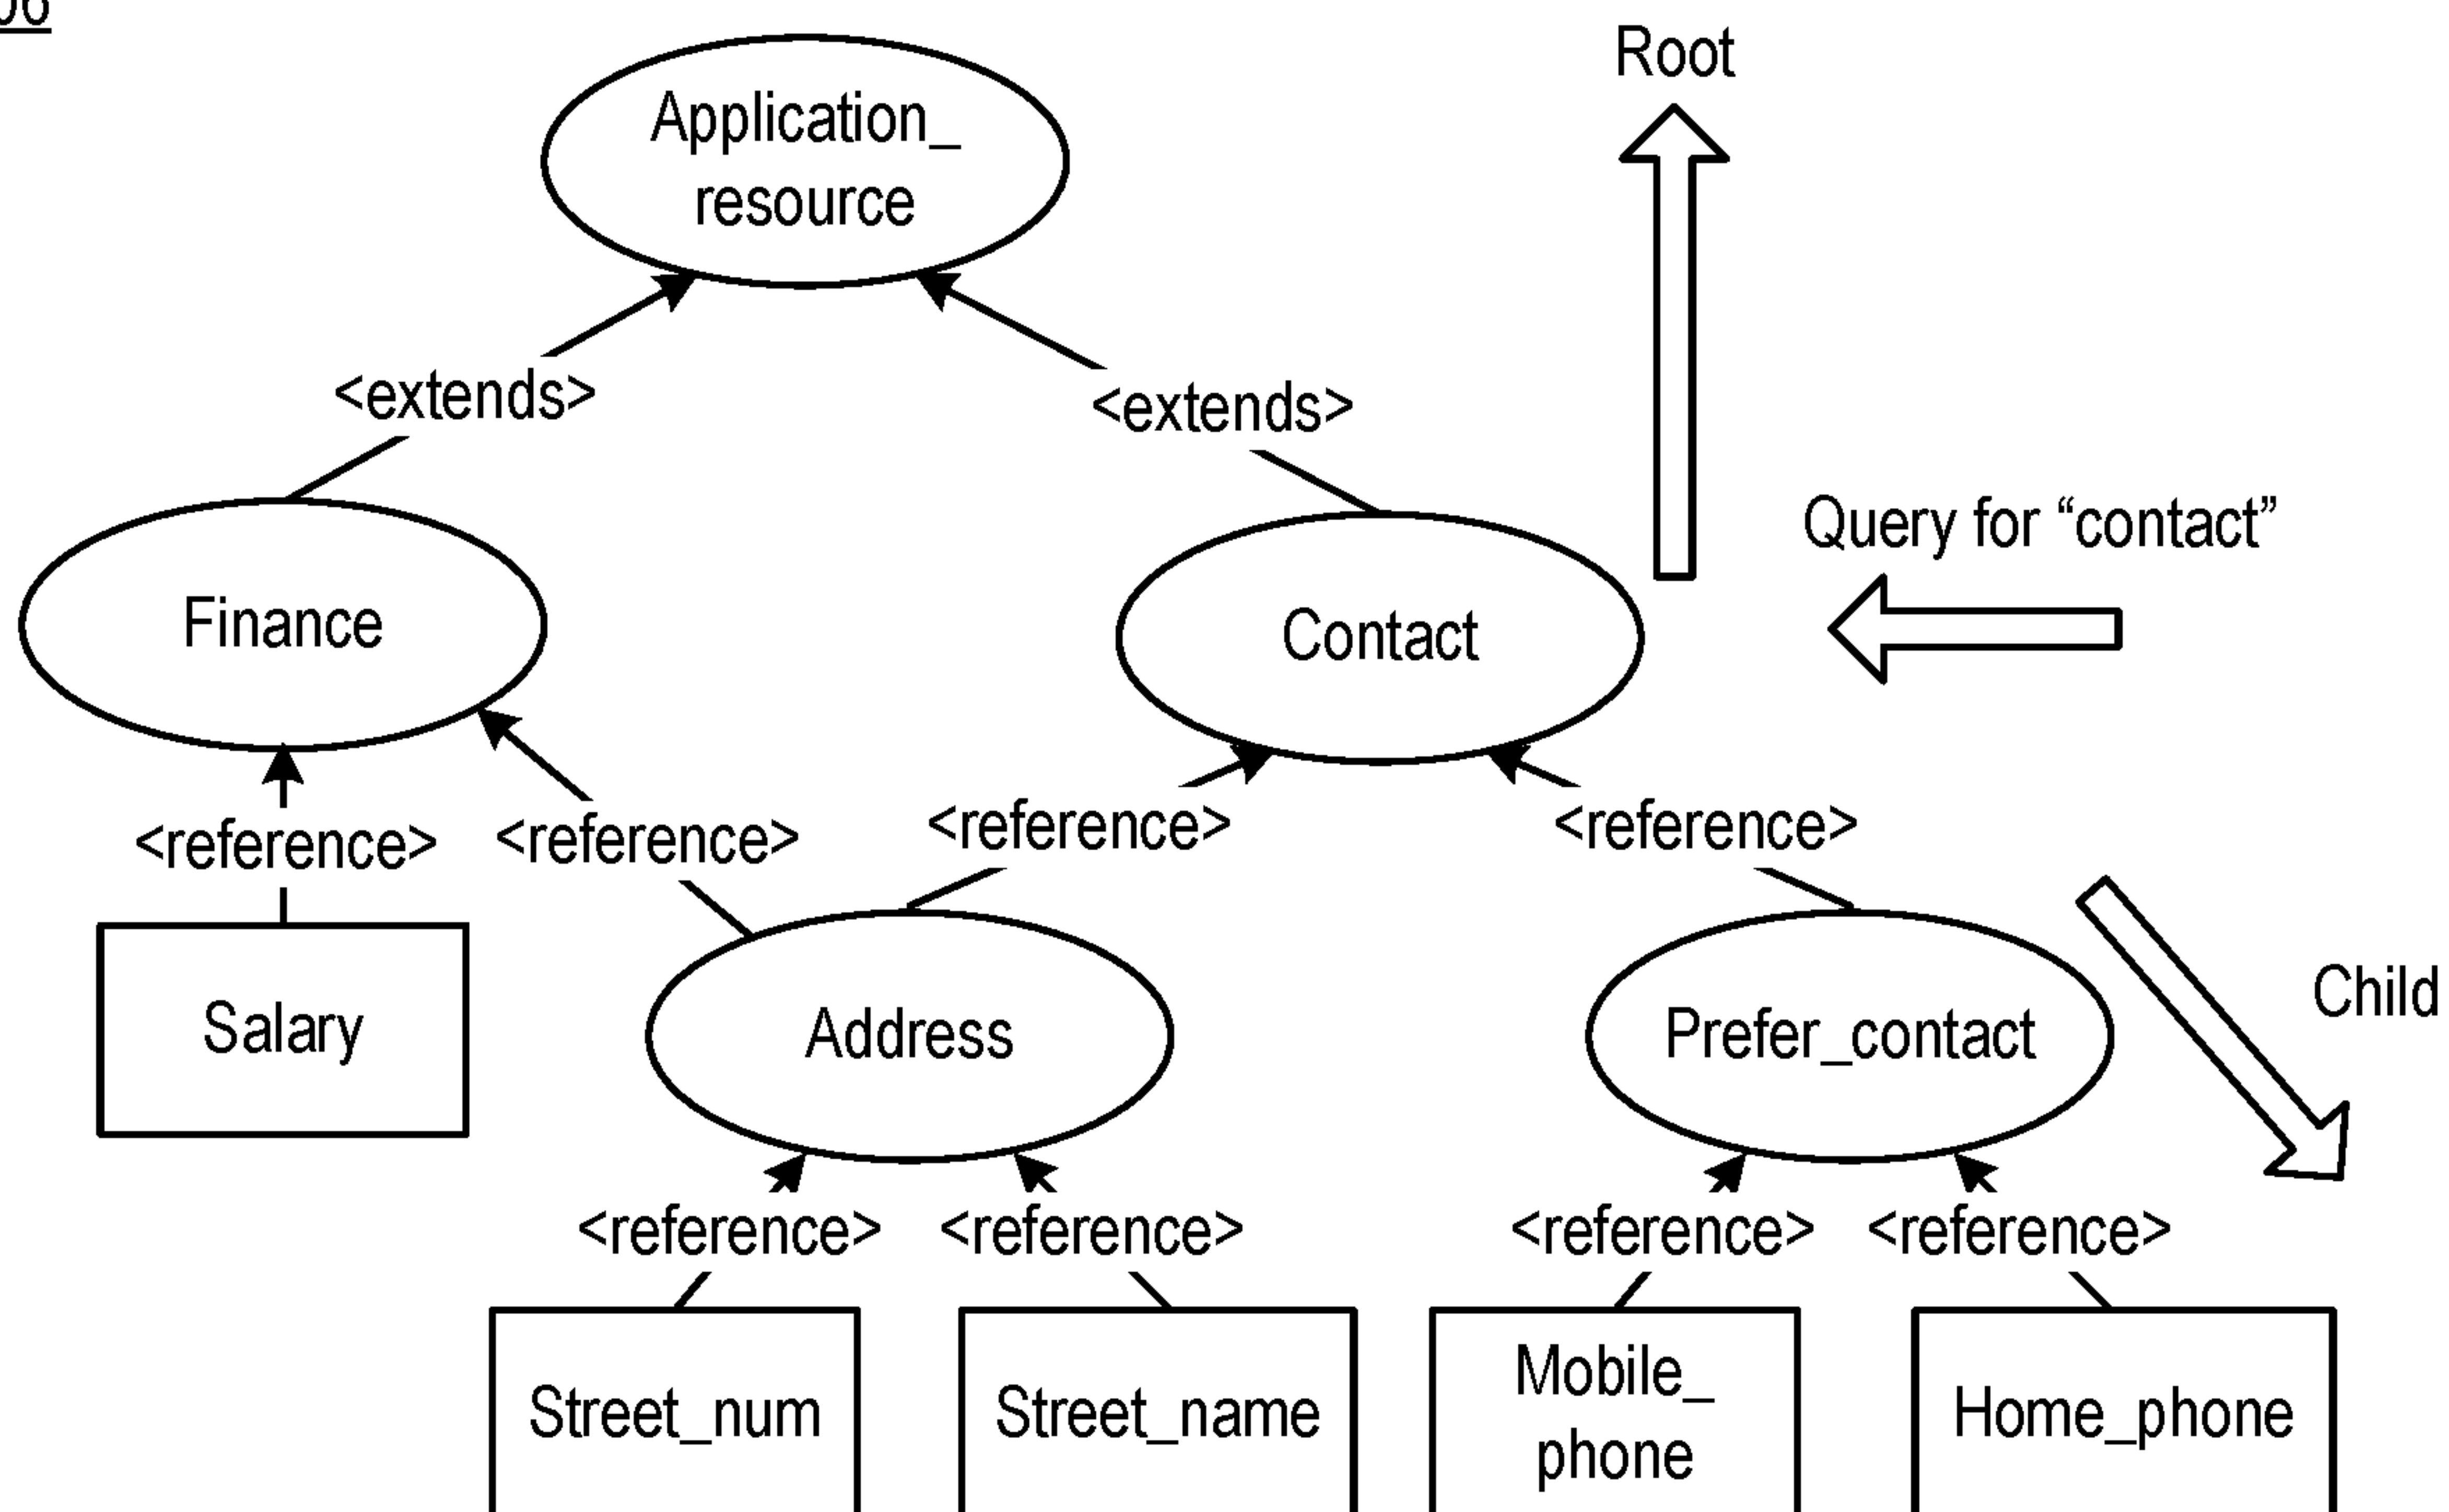 Root
Application_
resource
<extends>
<extends>
Query for “contact”
Finance
Contact
<reference>
<reference>
<reference>
<reference>
Child
Salary
Address
Prefer_contact
<reference>
<reference>
<reference>
<reference>
Street_num
Street_name
Mobile_
phone
Home_phone